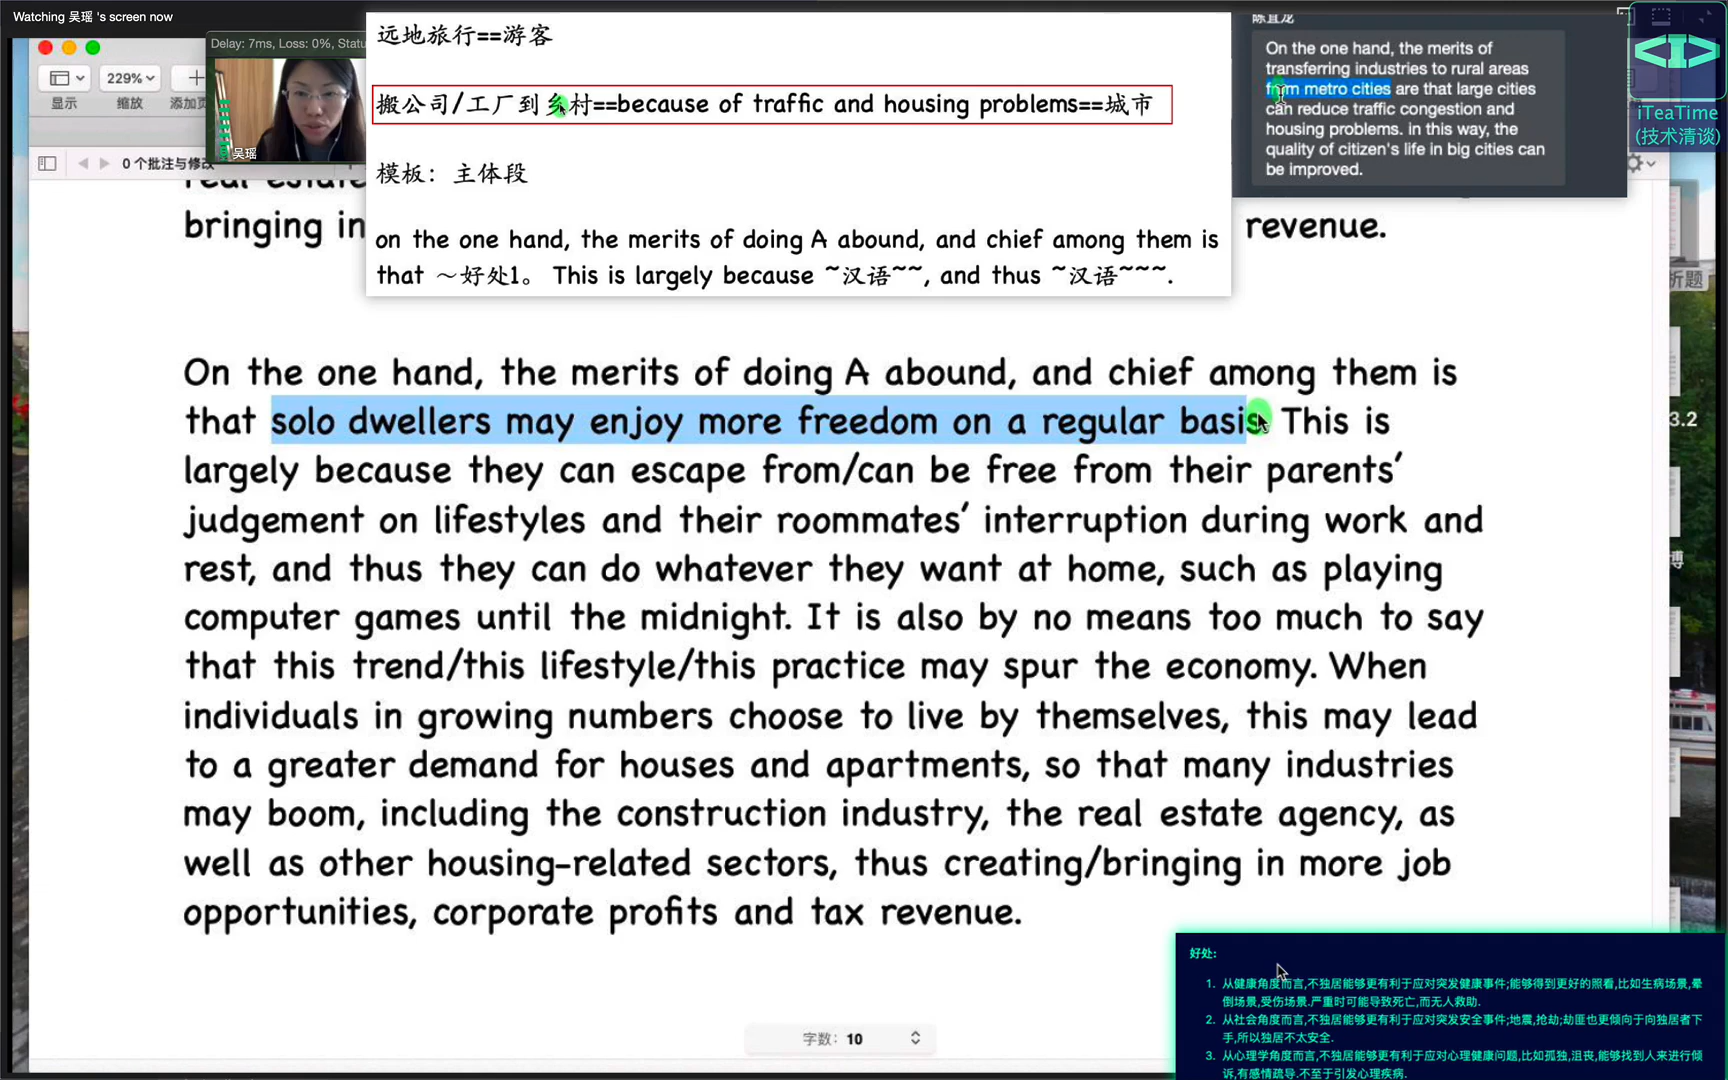 Watching 吴瑶 's screen now
Delay: 7ms, Loss: 0%, Statu
229%
显示
缩放
添加页
吴瑶
0 个批注与修改
远地旅行==游客
搬公司/工厂到乡村==because of traffic and housing problems==城市
模板：主体段
on the one hand, the merits of doing A abound, and chief among them is
that ～好处1。 This is largely because ~汉语~~, and thus ~汉语~~~.
陈宜龙
On the one hand, the merits of
transferring industries to rural areas
from metro cities are that large cities
can reduce traffic congestion and
housing problems. in this way, the
quality of citizen's life in big cities can
be improved.
iTeaTime
(技术清谈)
real estate
bringing in
revenue.
折题
3.2
博
On the one hand, the merits of doing A abound, and chief among them is
that solo dwellers may enjoy more freedom on a regular basis. This is
largely because they can escape from/can be free from their parents'
judgement on lifestyles and their roommates' interruption during work and
rest, and thus they can do whatever they want at home, such as playing
computer games until the midnight. It is also by no means too much to say
that this trend/this lifestyle/this practice may spur the economy. When
individuals in growing numbers choose to live by themselves, this may lead
to a greater demand for houses and apartments, so that many industries
may boom, including the construction industry, the real estate agency, as
well as other housing-related sectors, thus creating/bringing in more job
opportunities, corporate profits and tax revenue.
字数： 10
好处:
1. 从健康角度而言,不独居能够更有利于应对突发健康事件;能够得到更好的照看,比如生病场景,晕
倒场景,受伤场景.严重时可能导致死亡,而无人救助.
2. 从社会角度而言,不独居能够更有利于应对突发安全事件;地震,抢劫;劫匪也更倾向于向独居者下
手,所以独居不太安全.
3. 从心理学角度而言,不独居能够更有利于应对心理健康问题,比如孤独,沮丧,能够找到人来进行倾
诉,有感情疏导.不至于引发心理疾病.